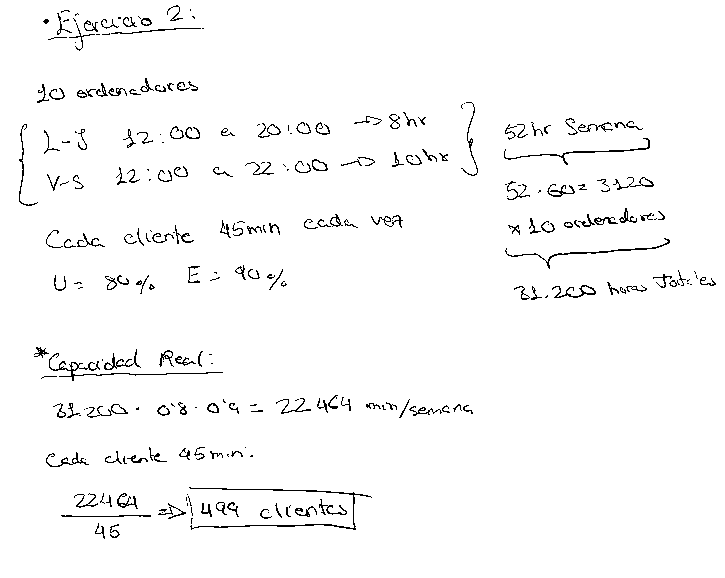 • Ejercicio 2:
10 ordenadores
L-J 12:00 a 20:00 → 8hr
V-S 12:00 a 22:00 → 10hr
52hr Semana
52·60=3120
* 10 ordenadores
31.200 horas Totales
Cada cliente 45min cada vez
U= 80% E= 90%
*Capacidad Real:
31200 · 0'8 · 0'9 = 22464 min/semana
Cada cliente 45min.
22464
45
⇒ 499 clientes